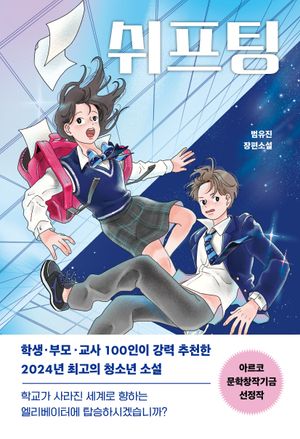 쉬프팅
범유진
장편소설
학생·부모·교사 100인이 강력 추천한
2024년 최고의 청소년 소설
학교가 사라진 세계로 향하는
엘리베이터에 탑승하시겠습니까?
아르코
문학창작기금
선정작